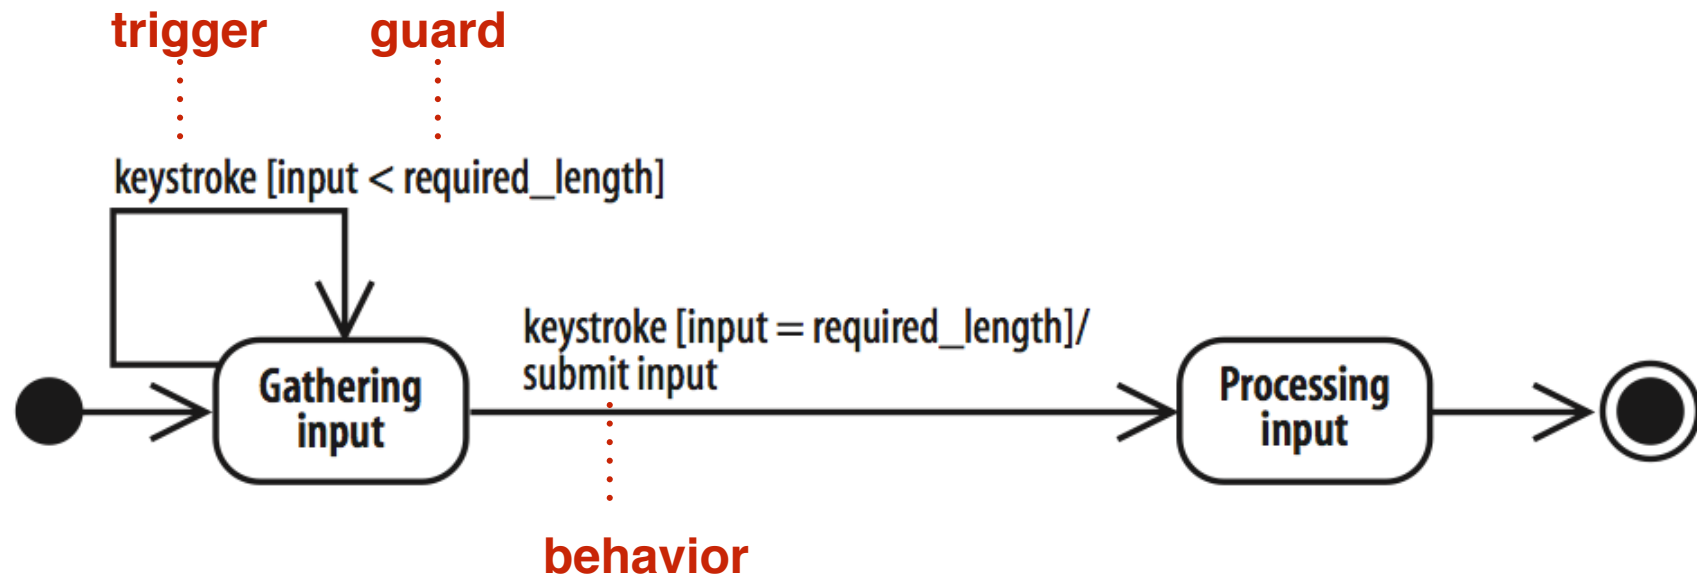 trigger guard
keystroke [input < required_length]
keystroke [input = required_length]/
submit input
Gathering
input
Processing
input
behavior